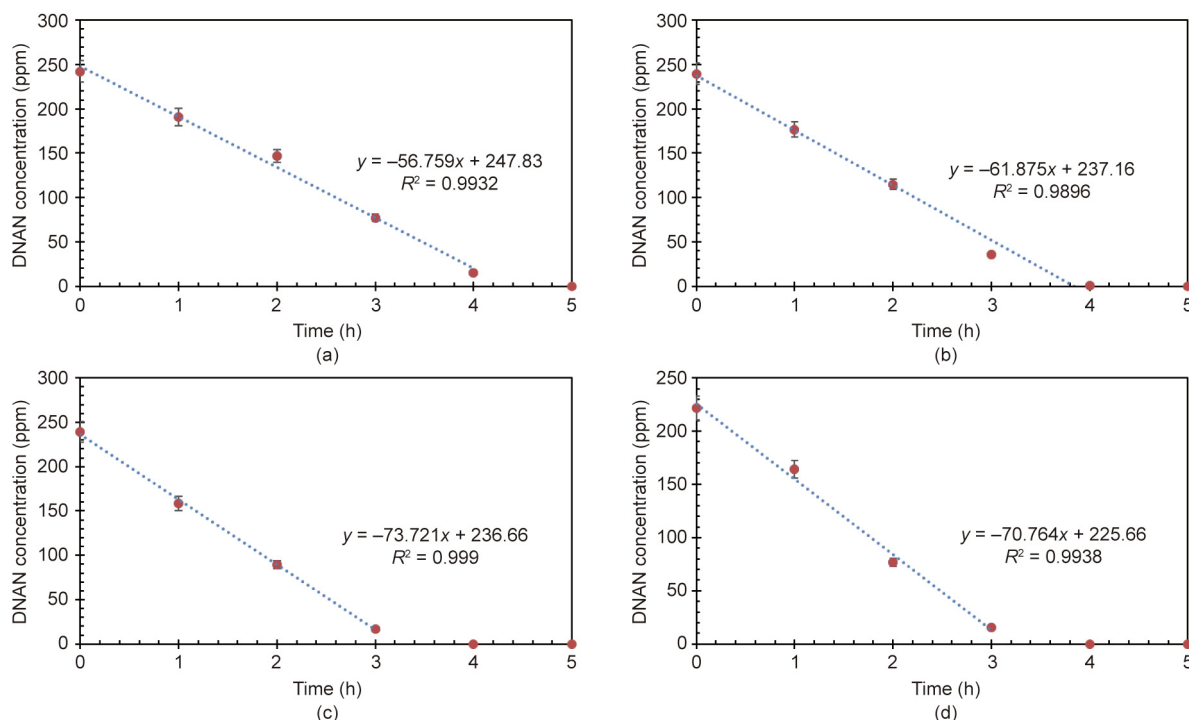 DNAN concentration (ppm)
300
250
200
150
100
50
0
y = –56.759x + 247.83
R² = 0.9932
0 1 2 3 4 5
Time (h)
(a)
DNAN concentration (ppm)
300
250
200
150
100
50
0
y = –61.875x + 237.16
R² = 0.9896
0 1 2 3 4 5
Time (h)
(b)
DNAN concentration (ppm)
300
250
200
150
100
50
0
y = –73.721x + 236.66
R² = 0.999
0 1 2 3 4 5
Time (h)
(c)
DNAN concentration (ppm)
250
200
150
100
50
0
y = –70.764x + 225.66
R² = 0.9938
0 1 2 3 4 5
Time (h)
(d)